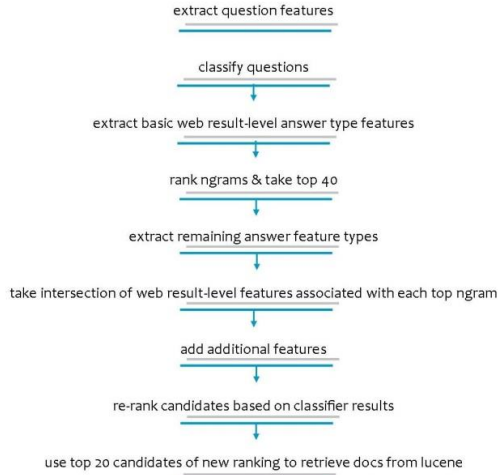 extract question features
classify questions
extract basic web result-level answer type features
rank ngrams & take top 40
extract remaining answer feature types
take intersection of web result-level features associated with each top ngram
add additional features
re-rank candidates based on classifier results
use top 20 candidates of new ranking to retrieve docs from lucene